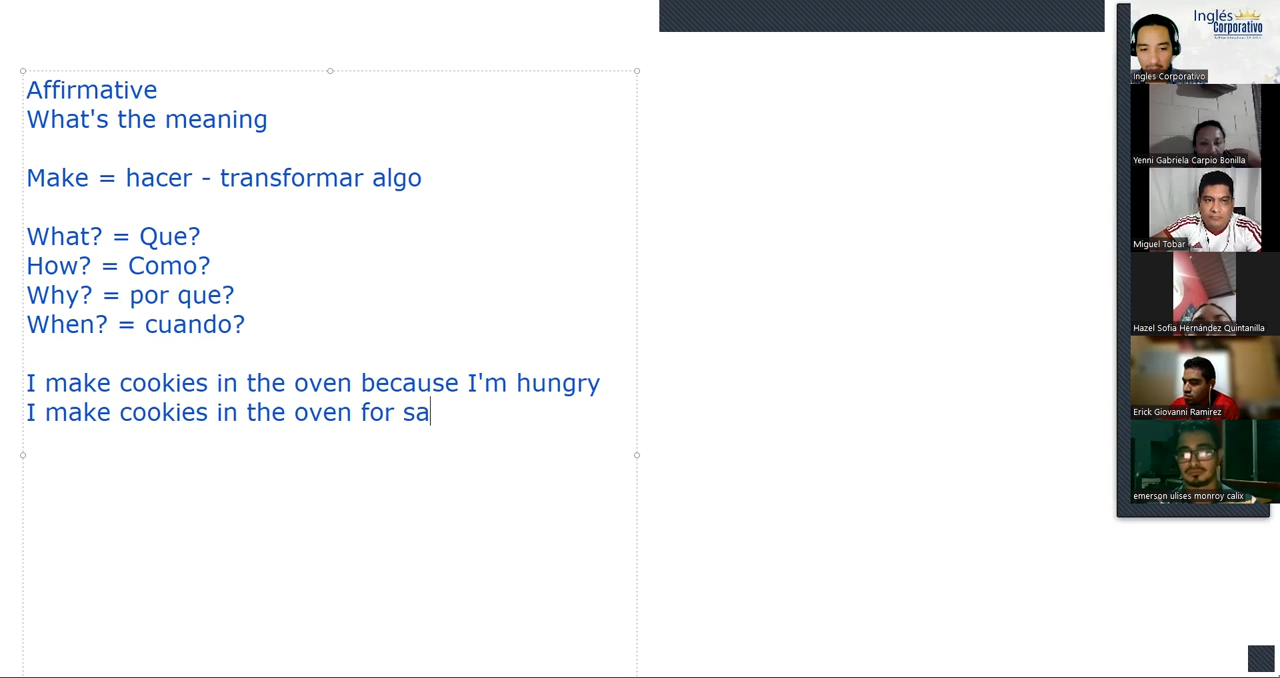 Affirmative
What's the meaning
Make = hacer - transformar algo
What? = Que?
How? = Como?
Why? = por que?
When? = cuando?
I make cookies in the oven because I'm hungry
I make cookies in the oven for sa
Inglés
Corporativo
Ingles Corporativo
Yenni Gabriela Carpio Bonilla
Miguel Tobar
Hazel Sofia Hernández Quintanilla
Erick Giovanni Ramirez
emerson ulises monroy calix